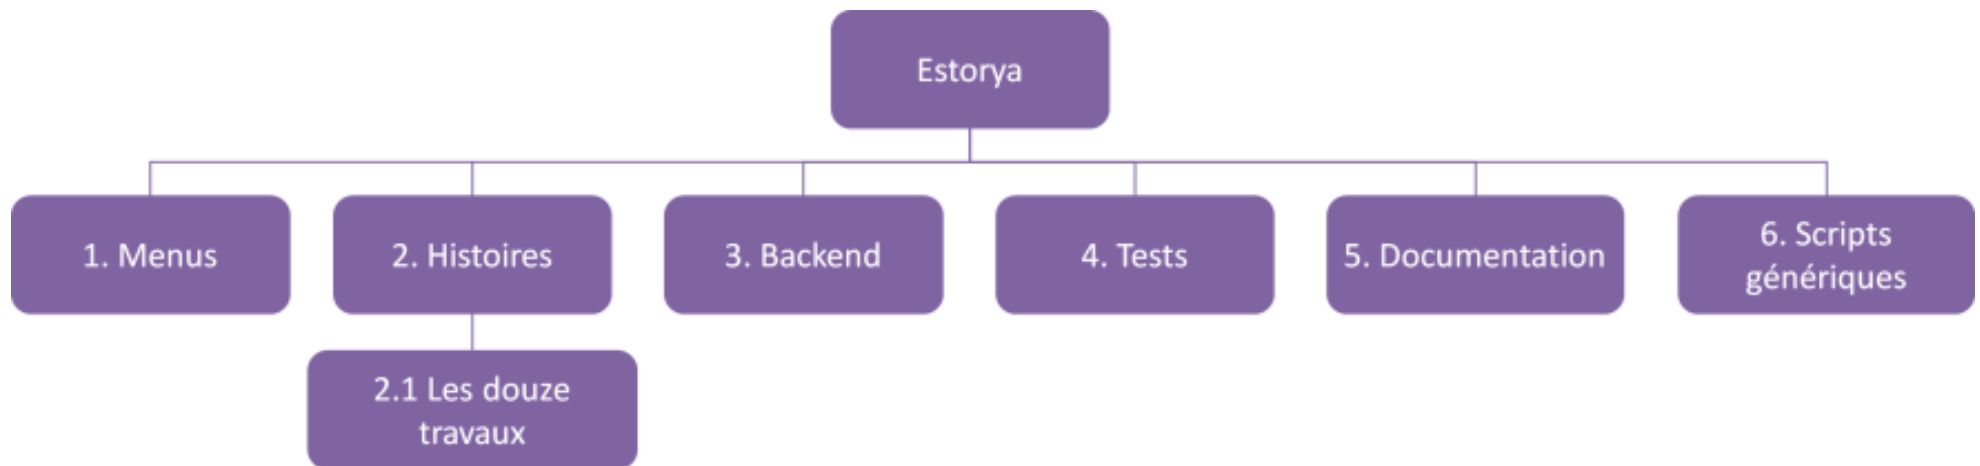 Estorya
1. Menus
2. Histoires
3. Backend
4. Tests
5. Documentation
6. Scripts
génériques
2.1 Les douze
travaux